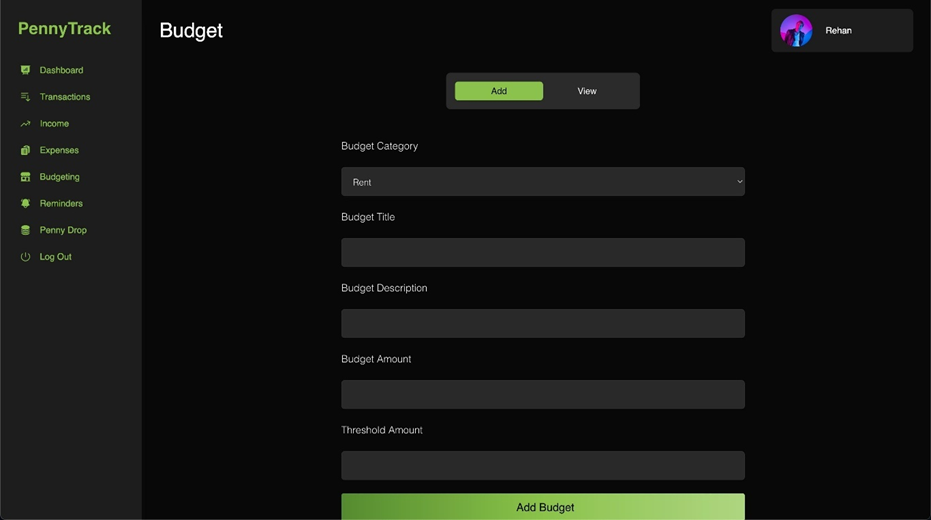 PennyTrack
Budget
Rehan
Dashboard
Transactions
Income
Expenses
Budgeting
Reminders
Penny Drop
Log Out
Add
View
Budget Category
Rent
Budget Title
Budget Description
Budget Amount
Threshold Amount
Add Budget